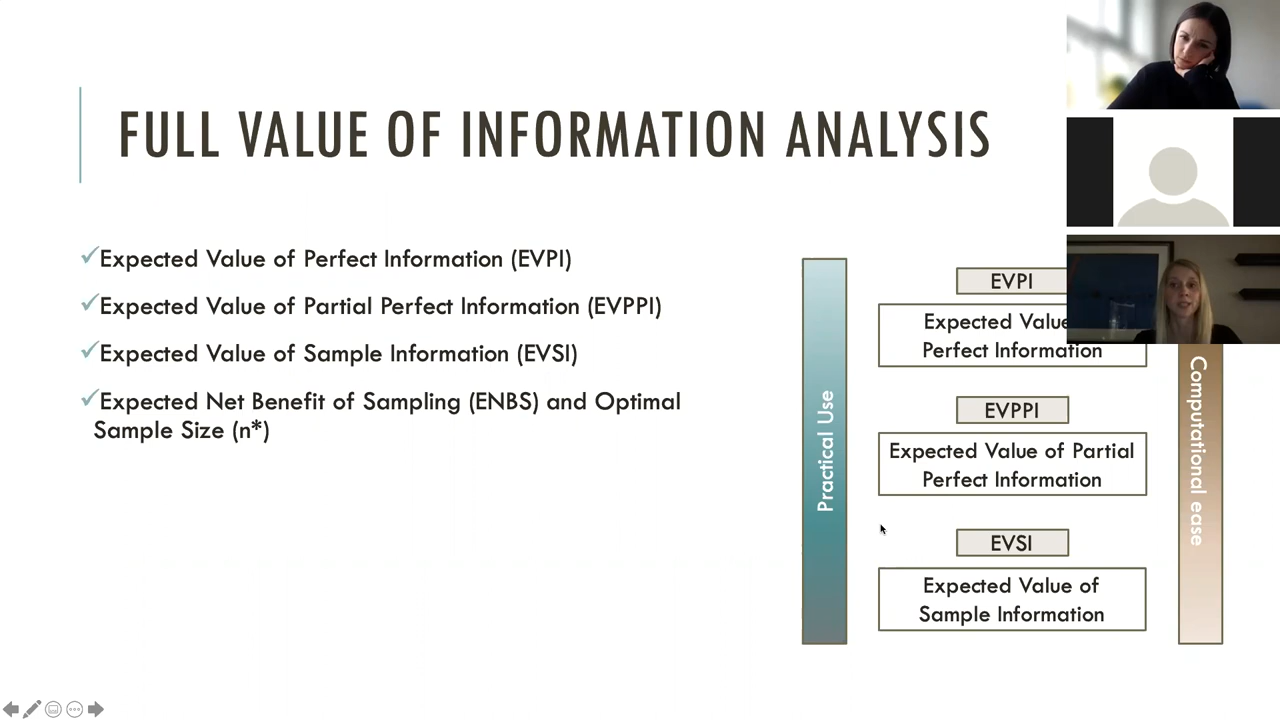 FULL VALUE OF INFORMATION ANALYSIS
Expected Value of Perfect Information (EVPI)
Expected Value of Partial Perfect Information (EVPPI)
Expected Value of Sample Information (EVSI)
Expected Net Benefit of Sampling (ENBS) and Optimal
Sample Size (n*)
Practical Use
EVPI
Expected Value
Perfect Information
EVPPI
Expected Value of Partial
Perfect Information
EVSI
Expected Value of
Sample Information
Computational ease